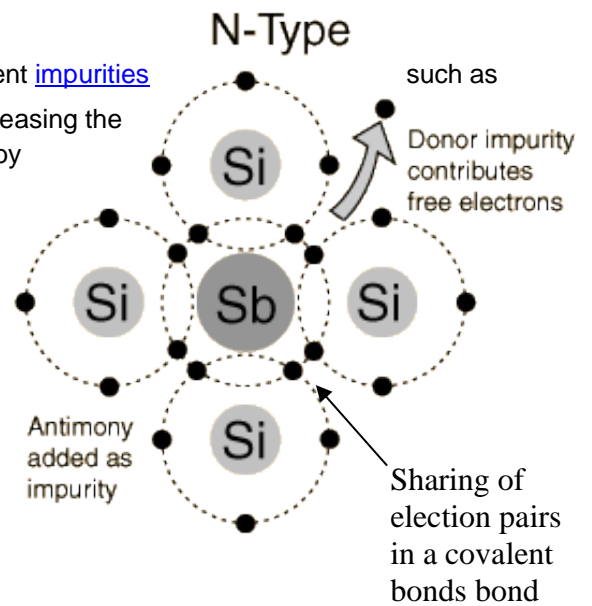 N-Type
ent impurities such as
easing the
by
Donor impurity
contributes
free electrons
Si
Si
Sb
Si
Si
Antimony
added as
impurity
Sharing of
election pairs
in a covalent
bonds bond